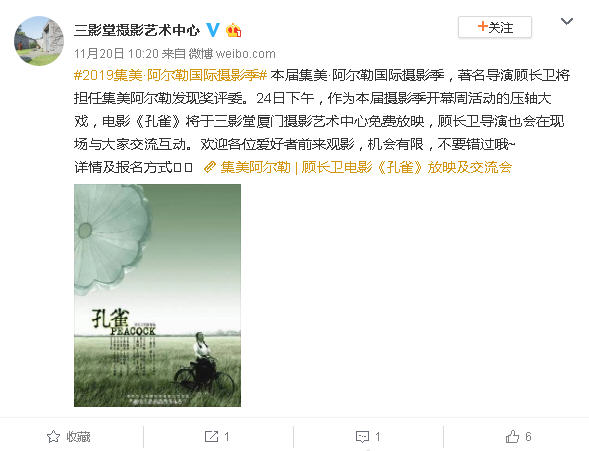 三影堂摄影艺术中心
+关注
11月20日 10:20 来自 微博 weibo.com
#2019集美·阿尔勒国际摄影季# 本届集美·阿尔勒国际摄影季，著名导演顾长卫将
担任集美阿尔勒发现奖评委。24日下午，作为本届摄影季开幕周活动的压轴大
戏，电影《孔雀》将于三影堂厦门摄影艺术中心免费放映，顾长卫导演也会在现
场与大家交流互动。欢迎各位爱好者前来观影，机会有限，不要错过哦~
详情及报名方式 集美阿尔勒 | 顾长卫电影《孔雀》放映及交流会
孔雀
PEACOCK
收藏
1
1
6